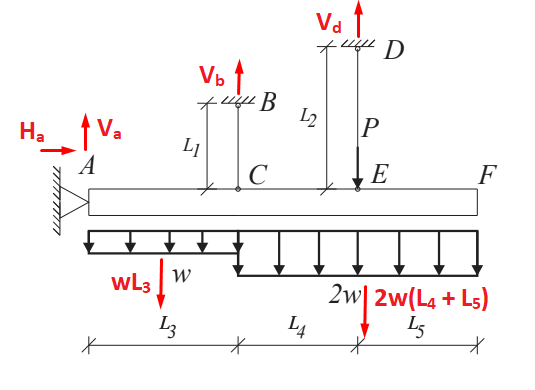 V_d
D
V_b
B
L_2
H_a
V_a
P
L_1
A
C
E
F
wL_3
w
2w
2w(L_4 + L_5)
L_3
L_4
L_5